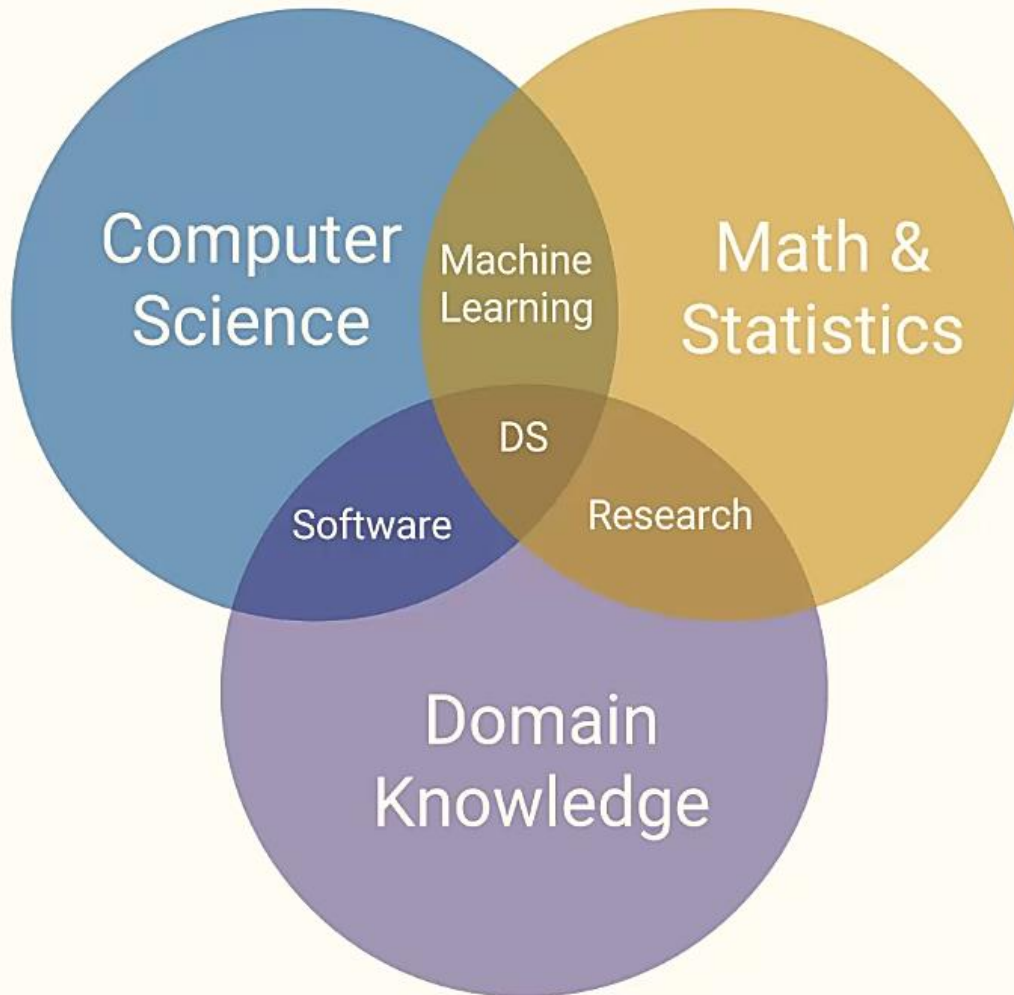 Computer
Science
Math &
Statistics
Machine
Learning
DS
Software
Research
Domain
Knowledge